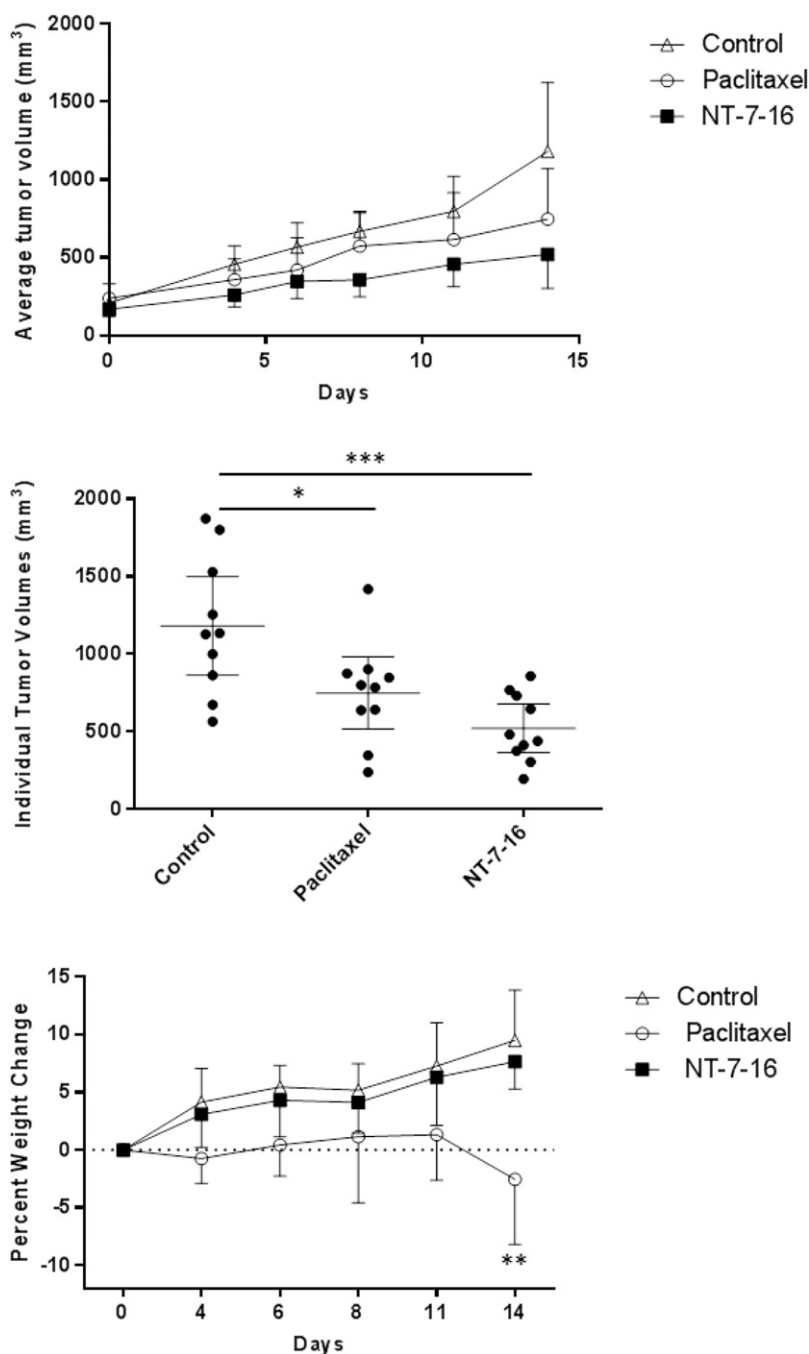 Average tumor volume (mm³)
2000
1500
1000
500
0
0
5
10
15
Days
Control
Paclitaxel
NT-7-16
Individual Tumor Volumes (mm³)
2000
1500
1000
500
0
***
*
Control
Paclitaxel
NT-7-16
Percent Weight Change
15
10
5
0
-5
-10
**
0
4
6
8
11
14
Days
Control
Paclitaxel
NT-7-16